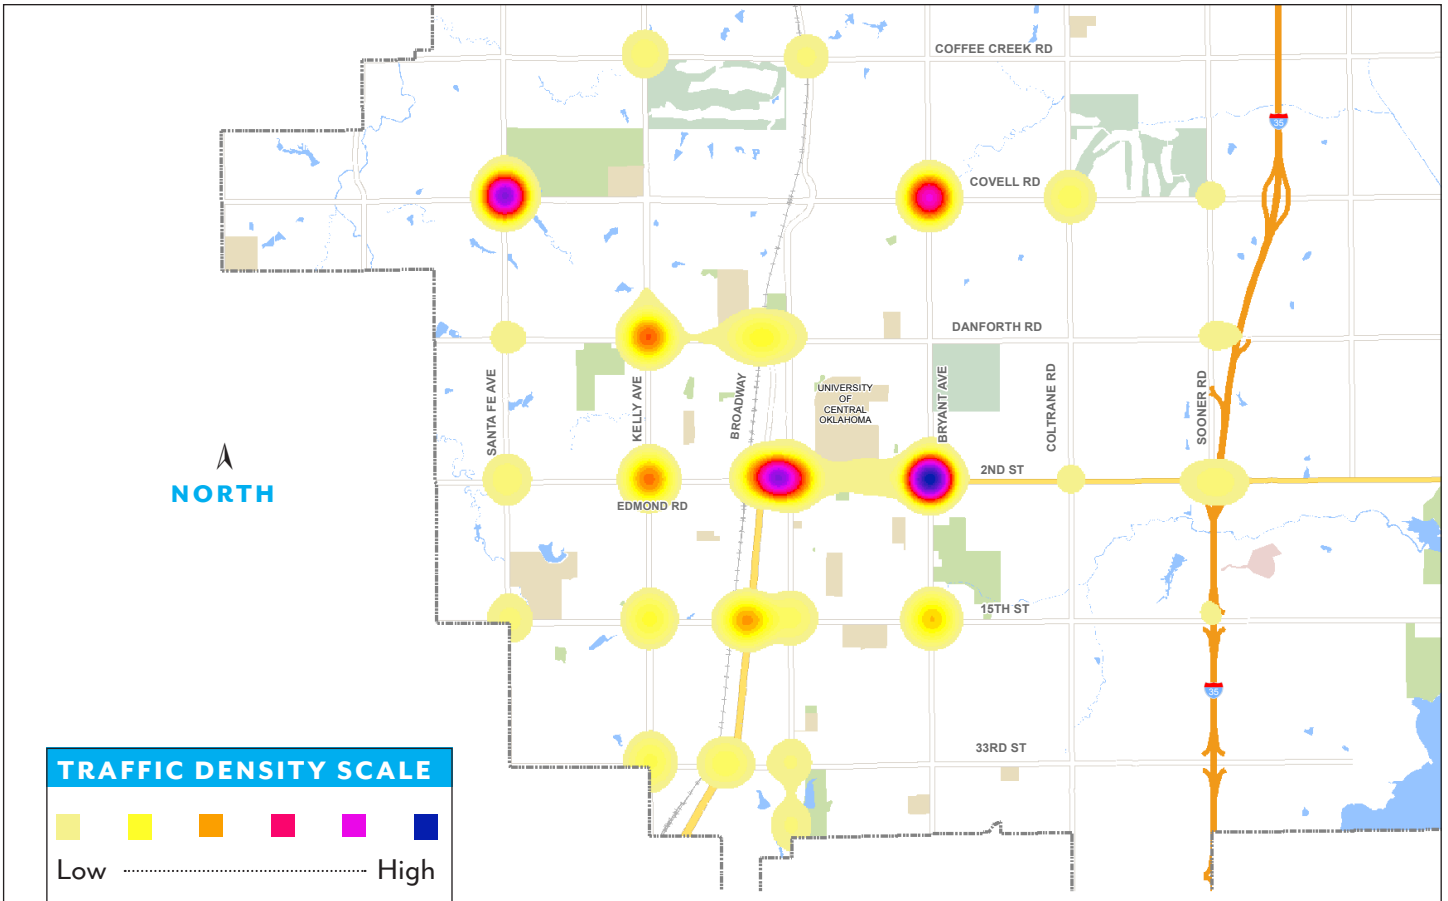 COFFEE CREEK RD
35
COVELL RD
DANFORTH RD
SANTA FE AVE
KELLY AVE
BROADWAY
UNIVERSITY
OF
CENTRAL
OKLAHOMA
BRYANT AVE
COLTRANE RD
SOONER RD
2ND ST
NORTH
EDMOND RD
15TH ST
35
33RD ST
TRAFFIC DENSITY SCALE
Low High